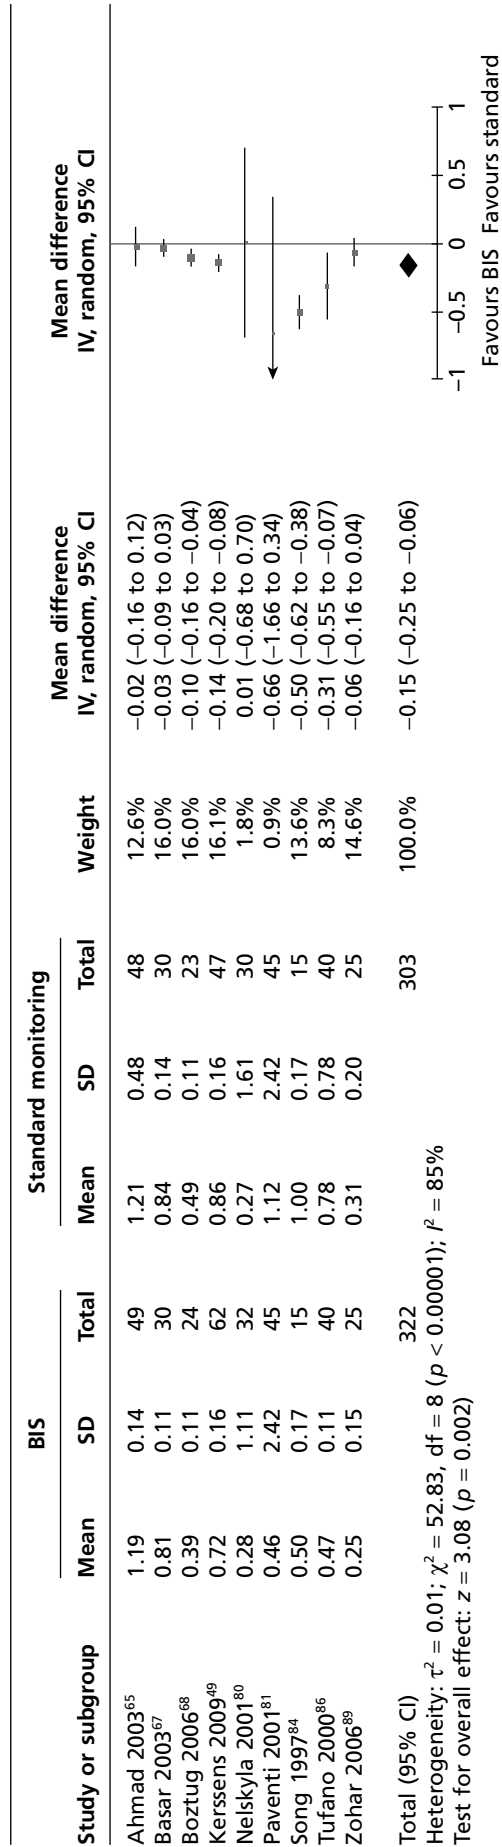 BIS Standard monitoring Mean difference Mean difference
Study or subgroup Mean SD Total Mean SD Total Weight IV, random, 95% CI IV, random, 95% CI
Ahmad 2003⁶⁵ 1.19 0.14 49 1.21 0.48 48 12.6% −0.02 (−0.16 to 0.12)
Basar 2003⁶⁷ 0.81 0.11 30 0.84 0.14 30 16.0% −0.03 (−0.09 to 0.03)
Boztug 2006⁶⁸ 0.39 0.11 24 0.49 0.11 23 16.0% −0.10 (−0.16 to −0.04)
Kerssens 2009⁴⁹ 0.72 0.16 62 0.86 0.16 47 16.1% −0.14 (−0.20 to −0.08)
Nelskyla 2001⁸⁰ 0.28 1.11 32 0.27 1.61 30 1.8% 0.01 (−0.68 to 0.70)
Paventi 2001⁸¹ 0.46 2.42 45 1.12 2.42 45 0.9% −0.66 (−1.66 to 0.34)
Song 1997⁸⁴ 0.50 0.17 15 1.00 0.17 15 13.6% −0.50 (−0.62 to −0.38)
Tufano 2000⁸⁶ 0.47 0.11 40 0.78 0.78 40 8.3% −0.31 (−0.55 to −0.07)
Zohar 2006⁸⁹ 0.25 0.15 25 0.31 0.20 25 14.6% −0.06 (−0.16 to 0.04)
Total (95% CI) 322 303 100.0% −0.15 (−0.25 to −0.06)
Heterogeneity: τ² = 0.01; χ² = 52.83, df = 8 (p < 0.00001); I² = 85%
Test for overall effect: z = 3.08 (p = 0.002)
−1 −0.5 0 0.5 1
Favours BIS Favours standard